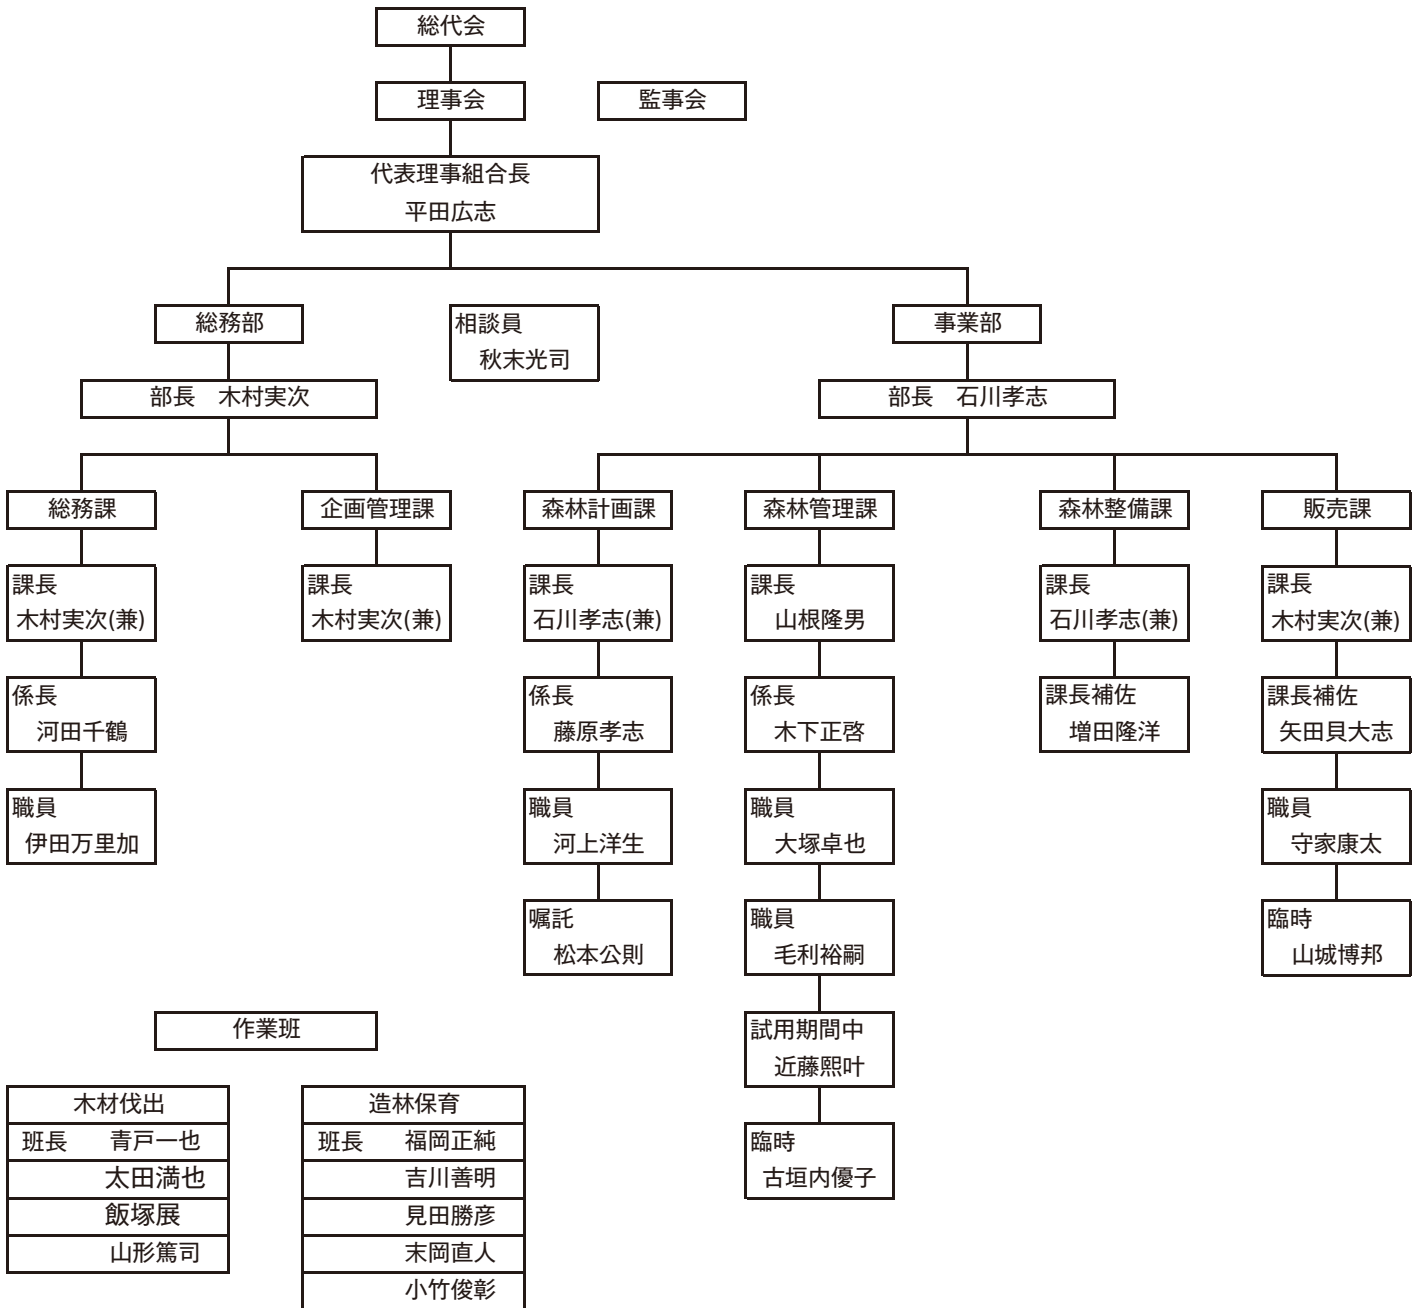 総代会
理事会
監事会
代表理事組合長
平田広志
総務部
相談員
秋末光司
事業部
部長　木村実次
部長　石川孝志
総務課
企画管理課
森林計画課
森林管理課
森林整備課
販売課
課長
木村実次(兼)
課長
木村実次(兼)
課長
石川孝志(兼)
課長
山根隆男
課長
石川孝志(兼)
課長
木村実次(兼)
係長
河田千鶴
係長
藤原孝志
係長
木下正啓
課長補佐
増田隆洋
課長補佐
矢田貝大志
職員
伊田万里加
職員
河上洋生
職員
大塚卓也
職員
守家康太
嘱託
松本公則
職員
毛利裕嗣
臨時
山城博邦
試用期間中
近藤熙叶
臨時
古垣内優子
作業班
木材伐出
班長　青戸一也
太田満也
飯塚展
山形篤司
造林保育
班長　福岡正純
吉川善明
見田勝彦
末岡直人
小竹俊彰